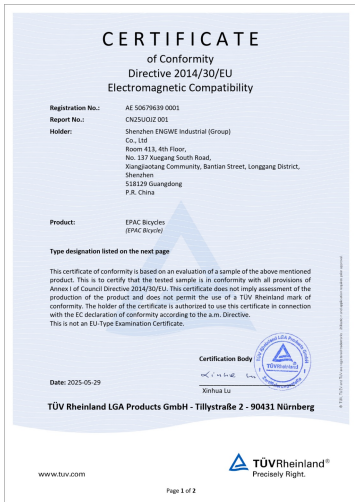 CERTIFICATE
of Conformity
Directive 2014/30/EU
Electromagnetic Compatibility
Registration No.: AE 50679639 0001
Report No.: CN25UOJZ 001
Holder: Shenzhen ENGWE Industrial (Group)
Co., Ltd
Room 413, 4th Floor,
No. 137 Xuegang South Road,
Xiangjiaotang Community, Bantian Street, Longgang District,
Shenzhen
518129 Guangdong
P.R. China
Product: EPAC Bicycles
(EPAC Bicycle)
Type designation listed on the next page
This certificate of conformity is based on an evaluation of a sample of the above mentioned
product. This is to certify that the tested sample is in conformity with all provisions of
Annex I of Council Directive 2014/30/EU. This certificate does not imply assessment of the
production of the product and does not permit the use of a TÜV Rheinland mark of
conformity. The holder of the certificate is authorized to use this certificate in connection
with the EC declaration of conformity according to the a.m. Directive.
This is not an EU-Type Examination Certificate.
Certification Body
TÜVRheinland
Date: 2025-05-29
Xinhua Lu
TÜV Rheinland LGA Products GmbH - Tillystraße 2 - 90431 Nürnberg
www.tuv.com
TÜVRheinland®
Precisely Right.
Page 1 of 2